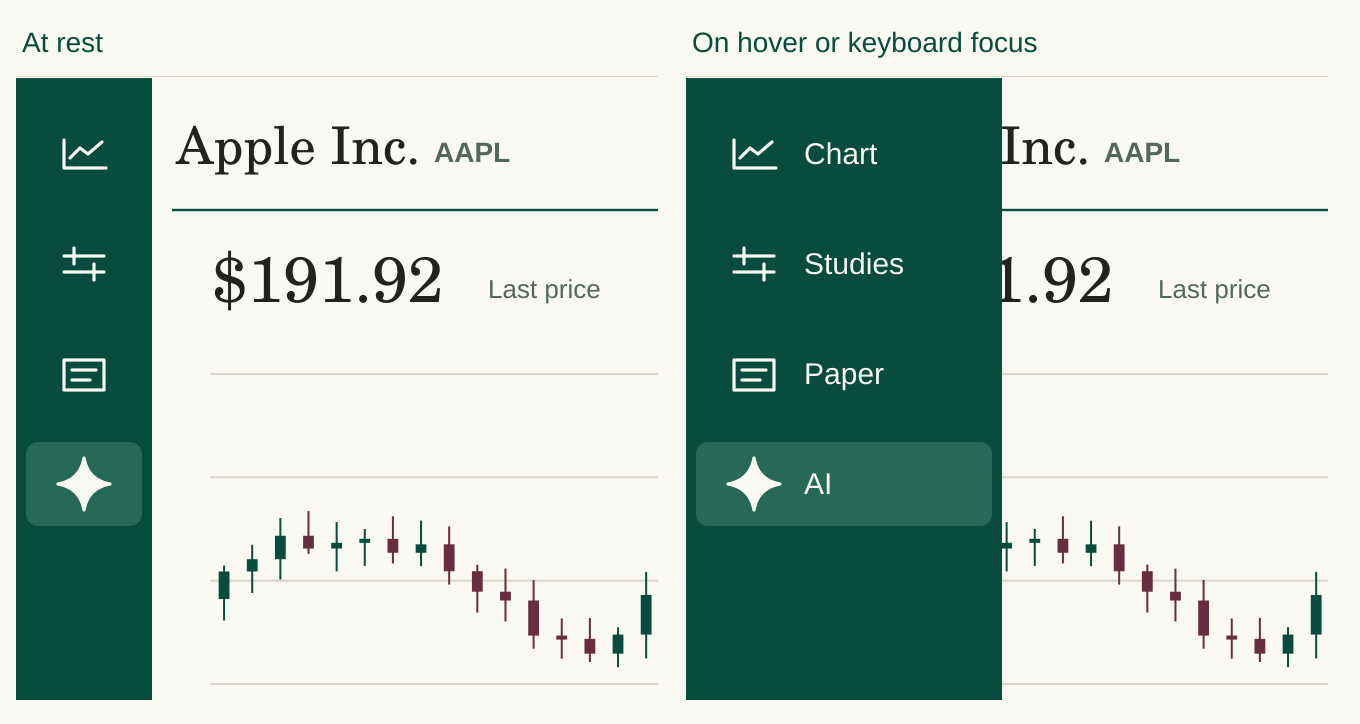 At rest
Apple Inc. AAPL
$191.92 Last price
On hover or keyboard focus
Chart
Inc. AAPL
Studies
1.92 Last price
Paper
AI